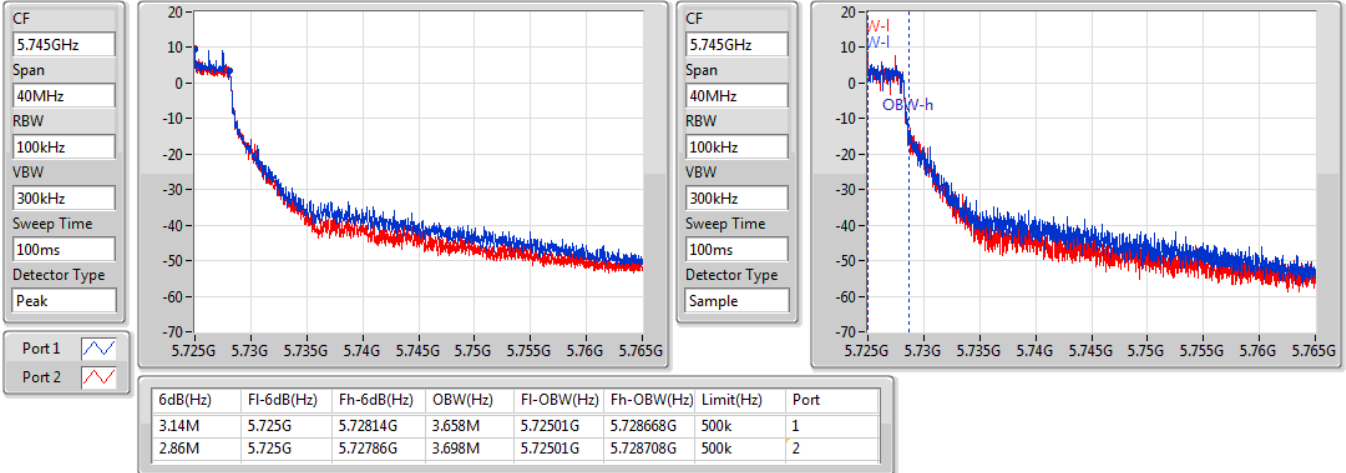 CF
5.745GHz
Span
40MHz
RBW
100kHz
VBW
300kHz
Sweep Time
100ms
Detector Type
Peak
20
10
0
-10
-20
-30
-40
-50
-60
-70
5.725G 5.73G 5.735G 5.74G 5.745G 5.75G 5.755G 5.76G 5.765G
CF
5.745GHz
Span
40MHz
RBW
100kHz
VBW
300kHz
Sweep Time
100ms
Detector Type
Sample
20
10
0
-10
-20
-30
-40
-50
-60
-70
W-l
W-l
OBW-h
5.725G 5.73G 5.735G 5.74G 5.745G 5.75G 5.755G 5.76G 5.765G
Port 1
Port 2
6dB(Hz) Fl-6dB(Hz) Fh-6dB(Hz) OBW(Hz) Fl-OBW(Hz) Fh-OBW(Hz) Limit(Hz) Port
3.14M 5.725G 5.72814G 3.658M 5.72501G 5.728668G 500k 1
2.86M 5.725G 5.72786G 3.698M 5.72501G 5.728708G 500k 2